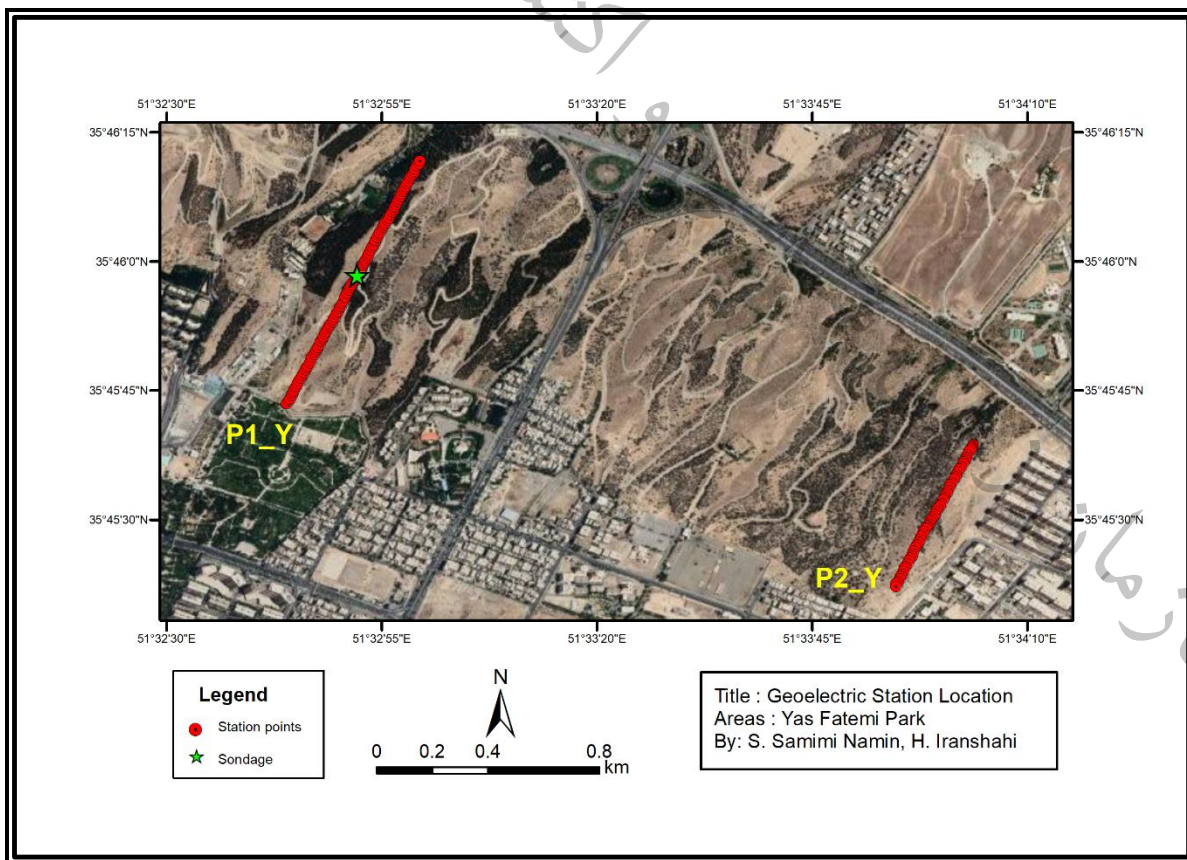 51°32'30"E 51°32'55"E 51°33'20"E 51°33'45"E 51°34'10"E
35°46'15"N 35°46'15"N
35°46'0"N 35°46'0"N
35°45'45"N 35°45'45"N
P1_Y
35°45'30"N 35°45'30"N
P2_Y
51°32'30"E 51°32'55"E 51°33'20"E 51°33'45"E 51°34'10"E
Legend
Station points
Sondage
N
0 0.2 0.4 0.8
km
Title : Geoelectric Station Location
Areas : Yas Fatemi Park
By: S. Samimi Namin, H. Iranshahi